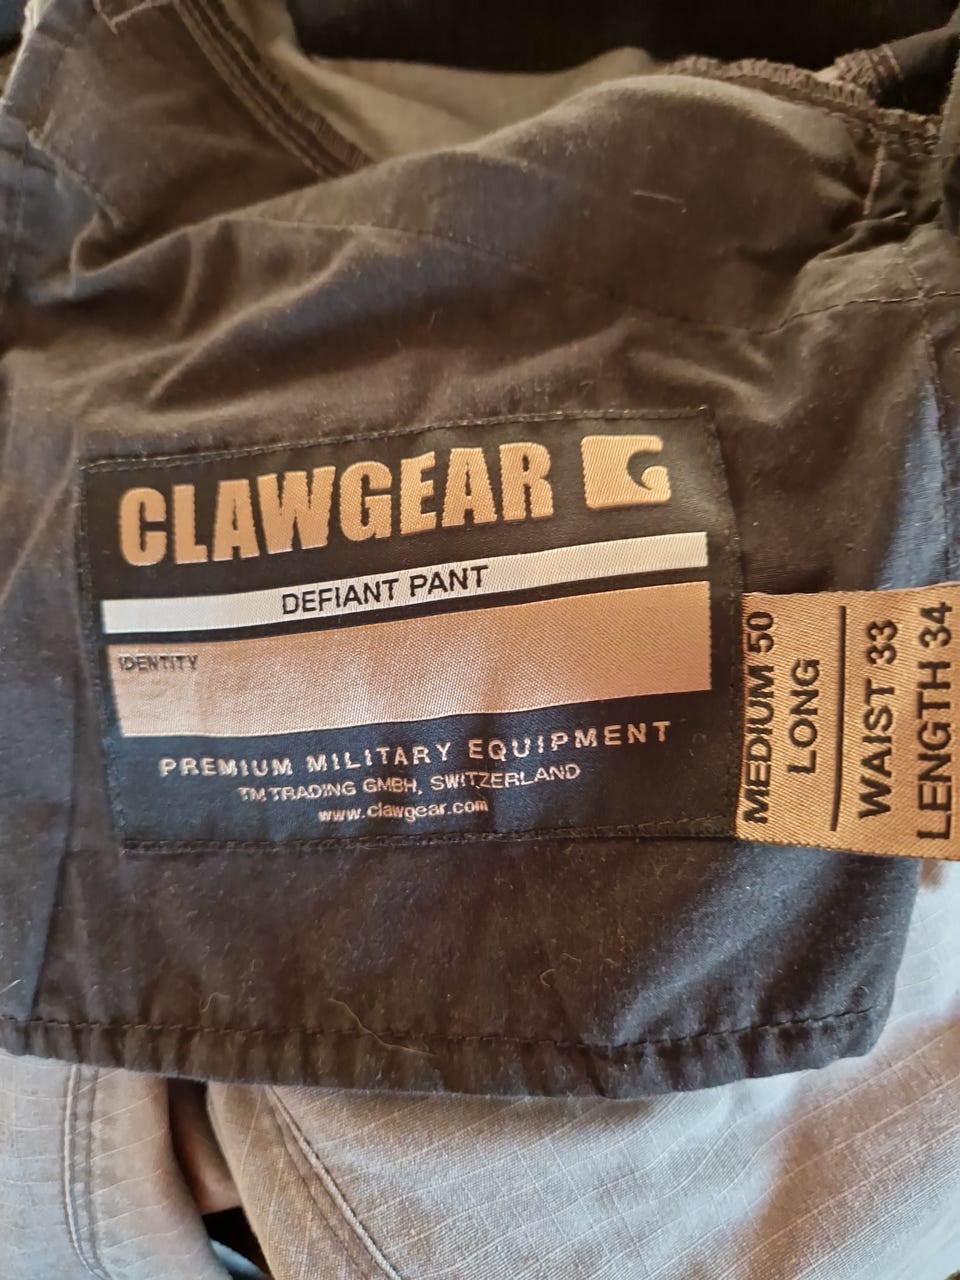 CLAWGEAR
DEFIANT PANT
IDENTITY
PREMIUM MILITARY EQUIPMENT
TM TRADING GMBH, SWITZERLAND
www.clawgear.com
MEDIUM 50
LONG
WAIST 33
LENGTH 34